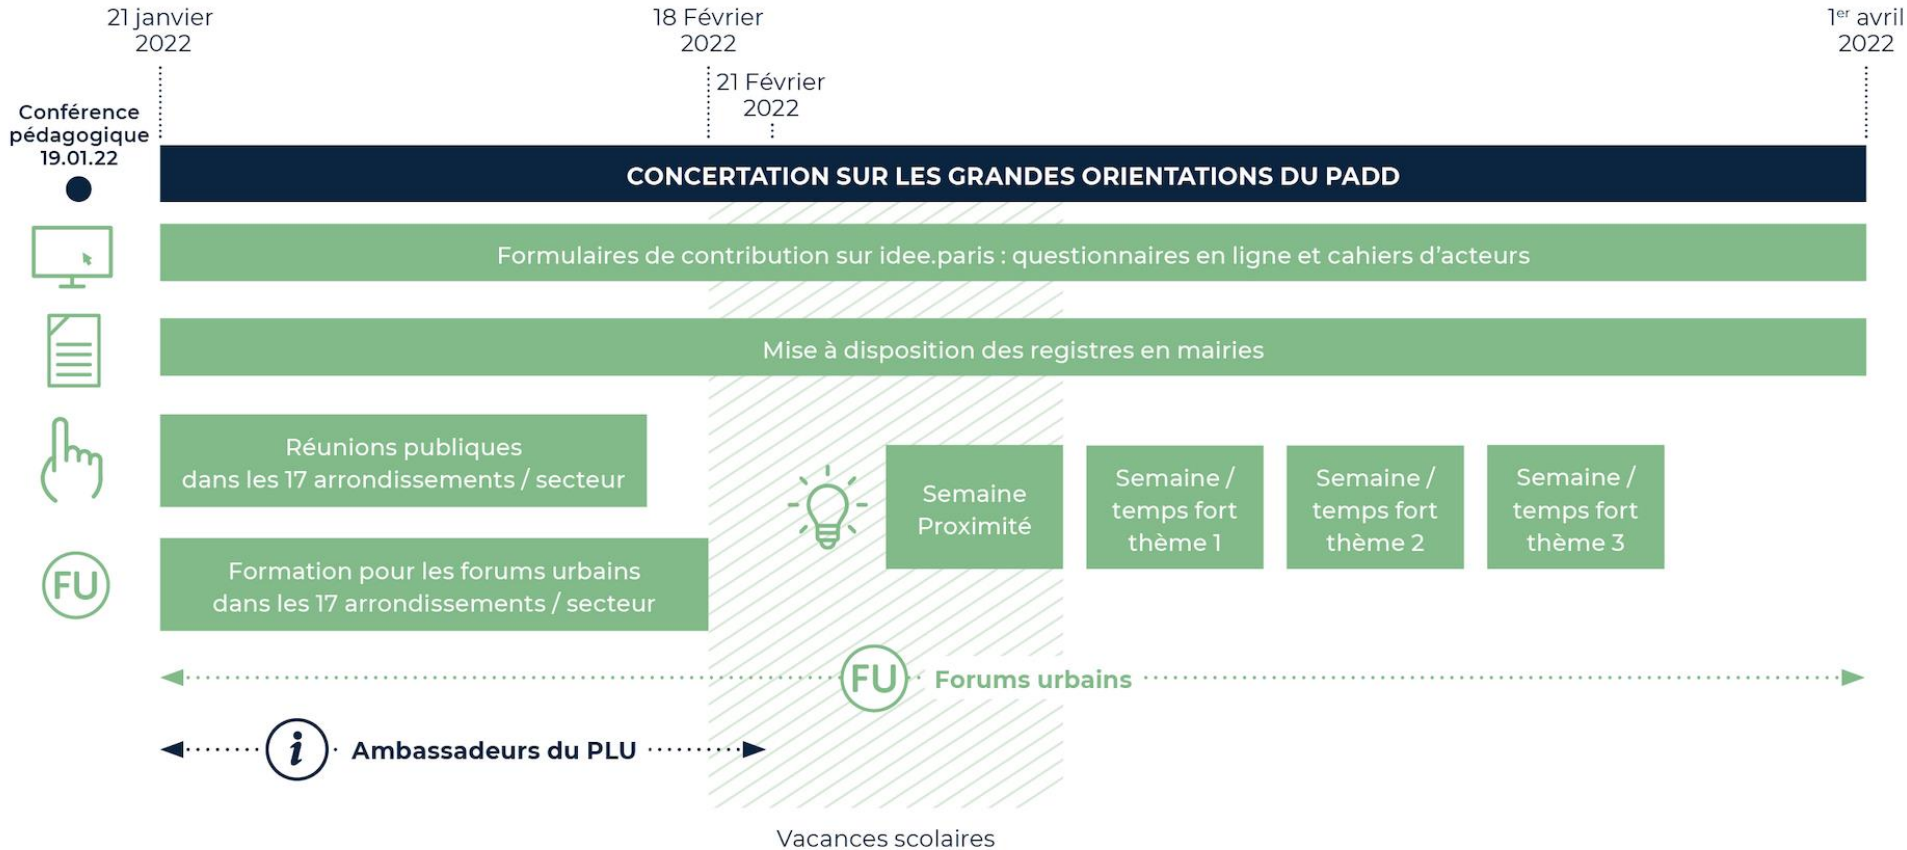 21 janvier
2022
18 Février
2022
1er avril
2022
21 Février
2022
Conférence
pédagogique
19.01.22
CONCERTATION SUR LES GRANDES ORIENTATIONS DU PADD
Formulaires de contribution sur idee.paris : questionnaires en ligne et cahiers d'acteurs
Mise à disposition des registres en mairies
Réunions publiques
dans les 17 arrondissements / secteur
Semaine
Proximité
Semaine /
temps fort
thème 1
Semaine /
temps fort
thème 2
Semaine /
temps fort
thème 3
FU
Formation pour les forums urbains
dans les 17 arrondissements / secteur
FU
Forums urbains
i
Ambassadeurs du PLU
Vacances scolaires